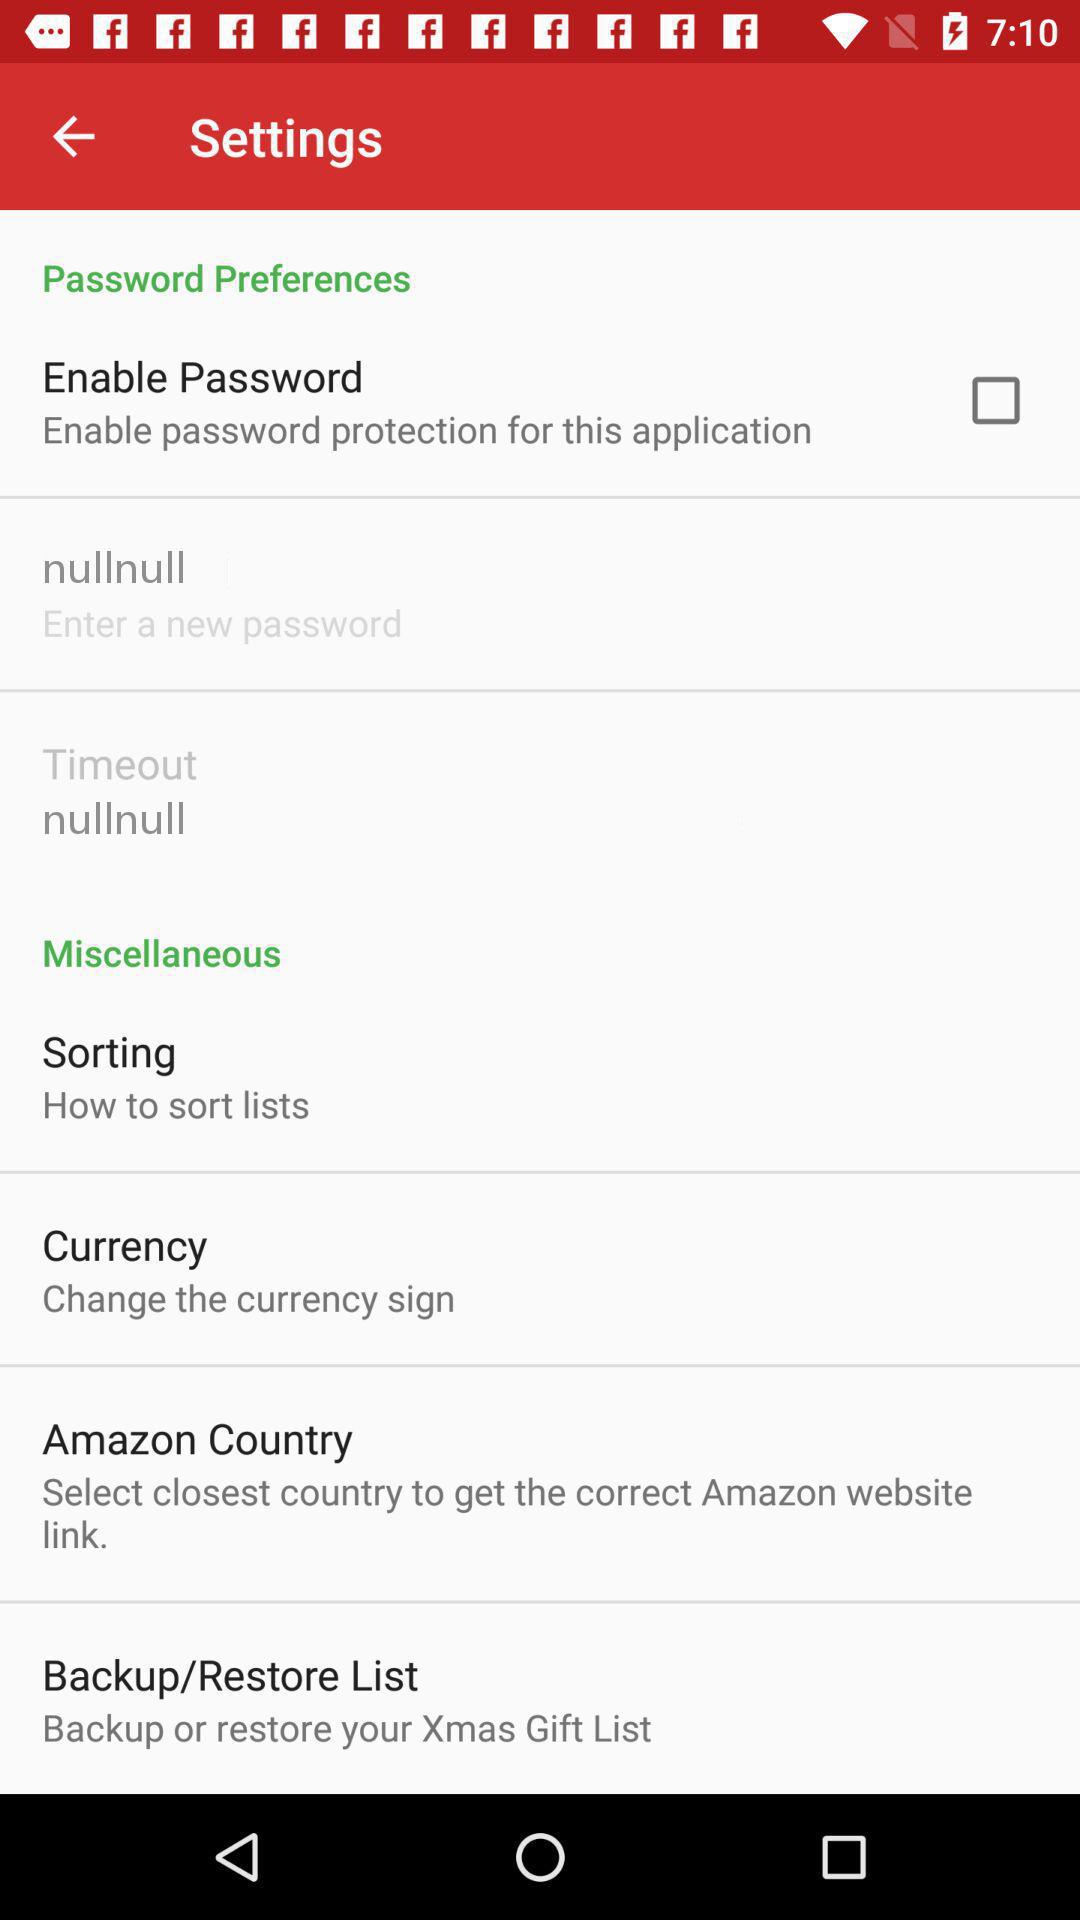 7:10
Settings
Password Preferences
Enable Password
Enable password protection for this application
nullnull
Enter a new password
Timeout
nullnull
Miscellaneous
Sorting
How to sort lists
Currency
Change the currency sign
Amazon Country
Select closest country to get the correct Amazon website
link.
Backup/Restore List
Backup or restore your Xmas Gift List